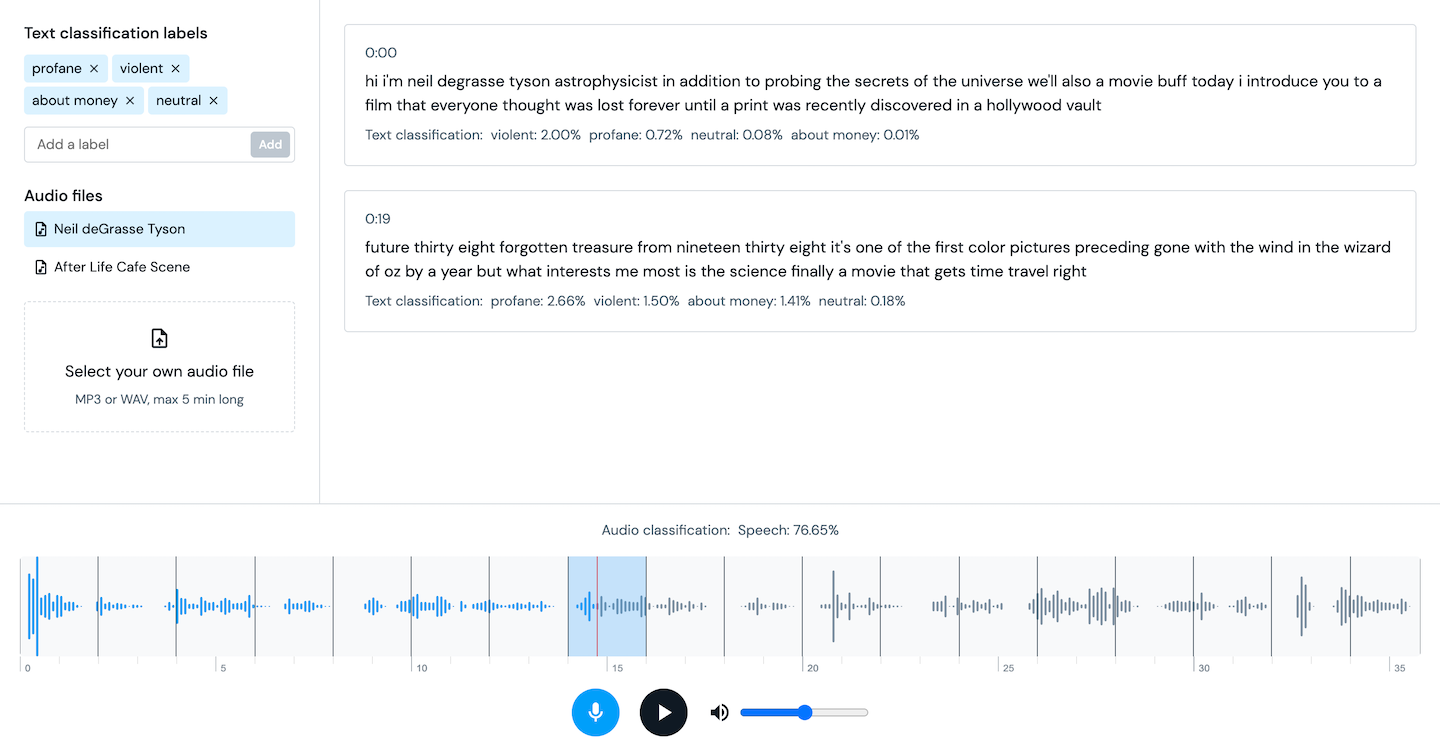 Text classification labels
profane ×
violent ×
about money ×
neutral ×
Add a label
Add
Audio files
Neil deGrasse Tyson
After Life Cafe Scene
Select your own audio file
MP3 or WAV, max 5 min long
0:00
hi i'm neil degrasse tyson astrophysicist in addition to probing the secrets of the universe we'll also a movie buff today i introduce you to a
film that everyone thought was lost forever until a print was recently discovered in a hollywood vault
Text classification: violent: 2.00% profane: 0.72% neutral: 0.08% about money: 0.01%
0:19
future thirty eight forgotten treasure from nineteen thirty eight it's one of the first color pictures preceding gone with the wind in the wizard
of oz by a year but what interests me most is the science finally a movie that gets time travel right
Text classification: profane: 2.66% violent: 1.50% about money: 1.41% neutral: 0.18%
Audio classification: Speech: 76.65%
0 5 10 15 20 25 30 35